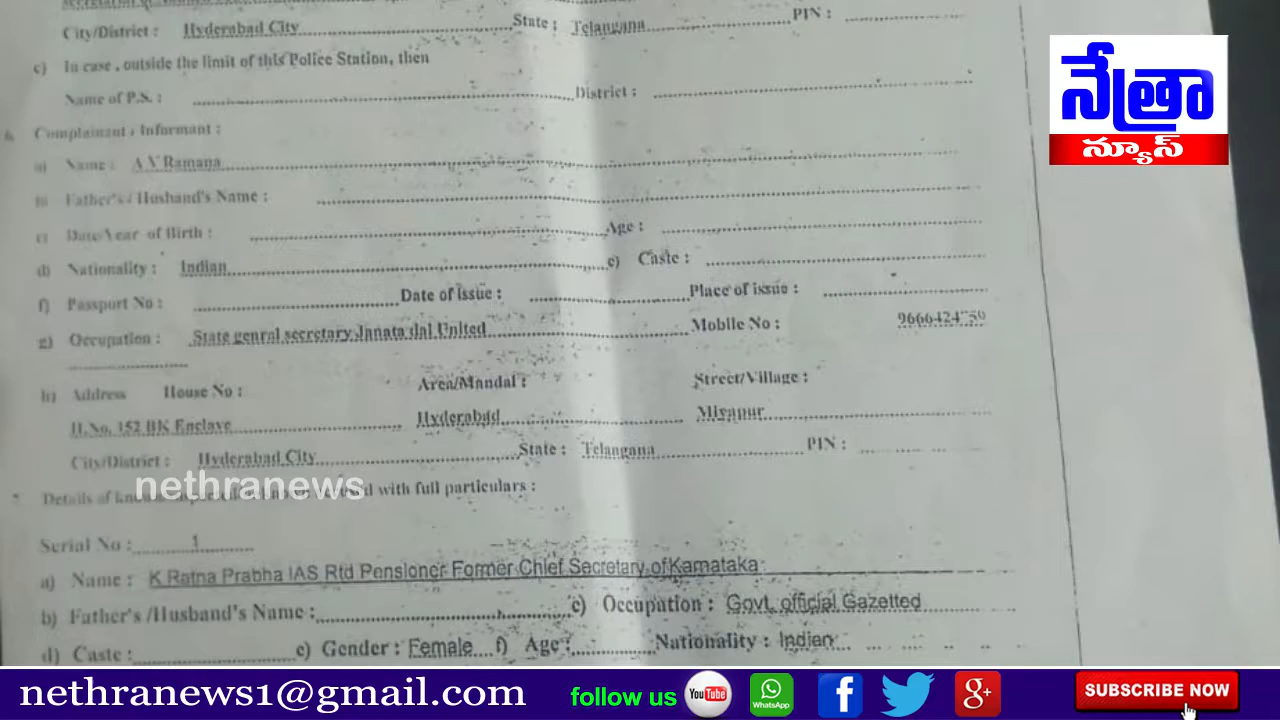 City/District : Hyderabad City State : Telangana PIN :
c) In case , outside the limit of this Police Station, then
Name of P.S. : District :
6. Complainant / Informant :
a) Name : A V Ramana
b) Father's / Husband's Name :
c) Date/Year of Birth : Age :
d) Nationality : Indian e) Caste :
f) Passport No : Date of Issue : Place of issue :
g) Occupation : State genral secretary Janata dal United Mobile No :
h) Address House No : Area/Mandal : Street/Village :
H.No. 152 BK Enclave Hyderabad Miyapur
City/District : Hyderabad City State : Telangana PIN :
nethranews
Details of with full particulars :
Serial No : 1
a) Name : K Ratna Prabha IAS Rtd Pensioner Former Chief Secretary of Karnataka
b) Father's /Husband's Name : c) Occupation : Govt. official Gazetted
d) Caste : e) Gender : Female f) Age : Nationality : Indian
నేత్రా
న్యూస్
nethranews1@gmail.com follow us YouTube WhatsApp f g+ SUBSCRIBE NOW